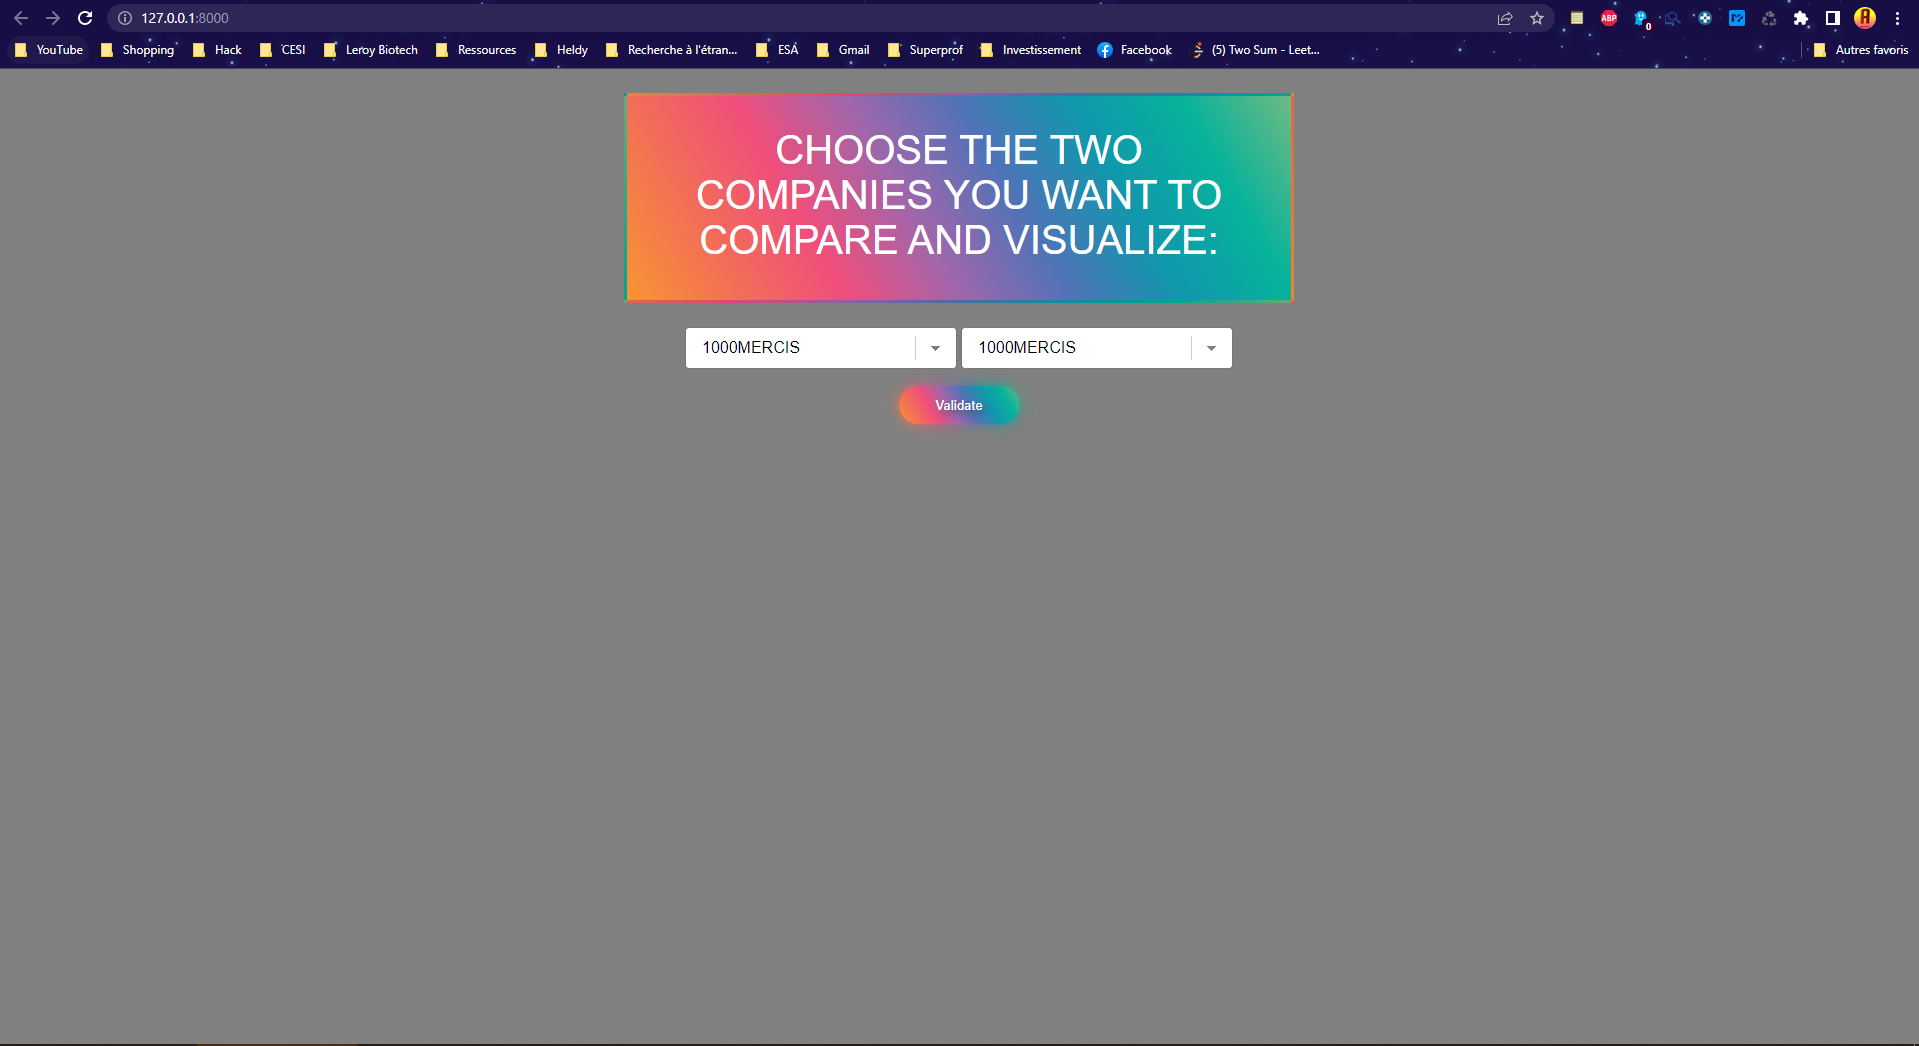 127.0.0.1:8000
ABP
0
YouTube Shopping Hack CESI Leroy Biotech Ressources Heldy Recherche à l'étran... ESA Gmail Superprof Investissement Facebook (5) Two Sum - Leet... Autres favoris
CHOOSE THE TWO
COMPANIES YOU WANT TO
COMPARE AND VISUALIZE:
1000MERCIS 1000MERCIS
Validate